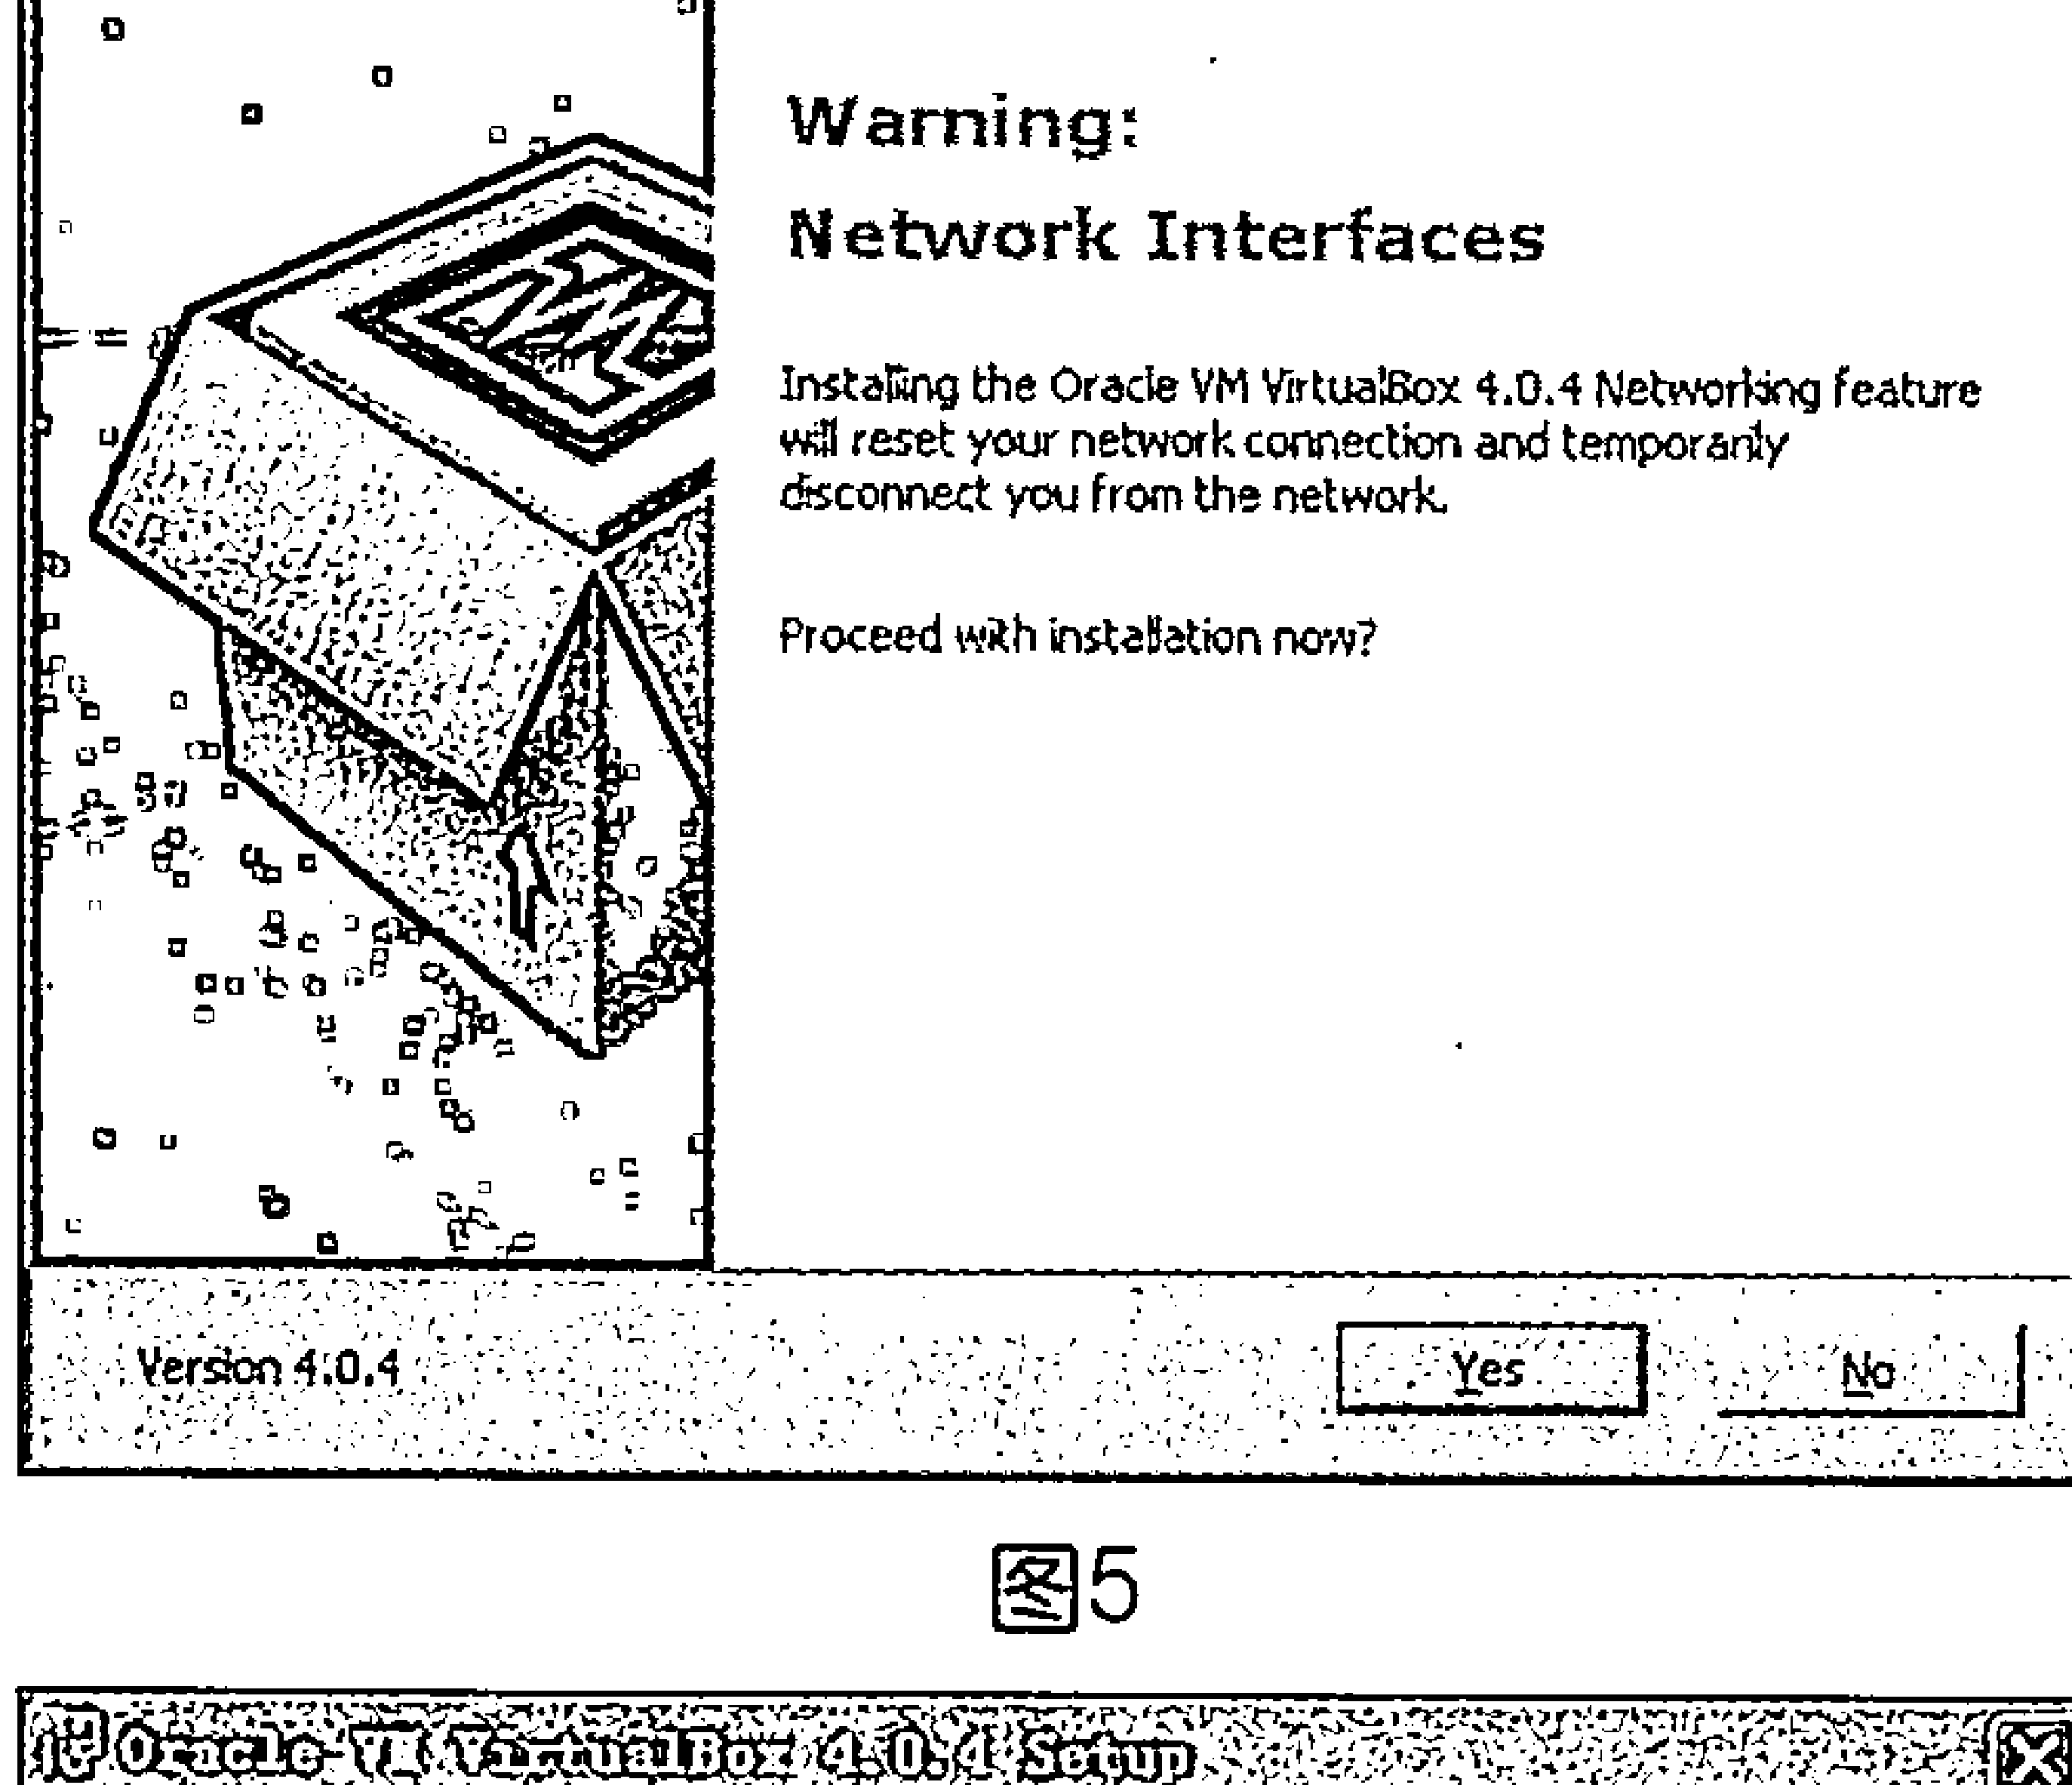 Warning:
Network Interfaces
Installing the Oracle VM VirtualBox 4.0.4 Networking feature
will reset your network connection and temporarily
disconnect you from the network.
Proceed with installation now?
Version 4.0.4
Yes
No
图5
Oracle VM VirtualBox 4.0.4 Setup